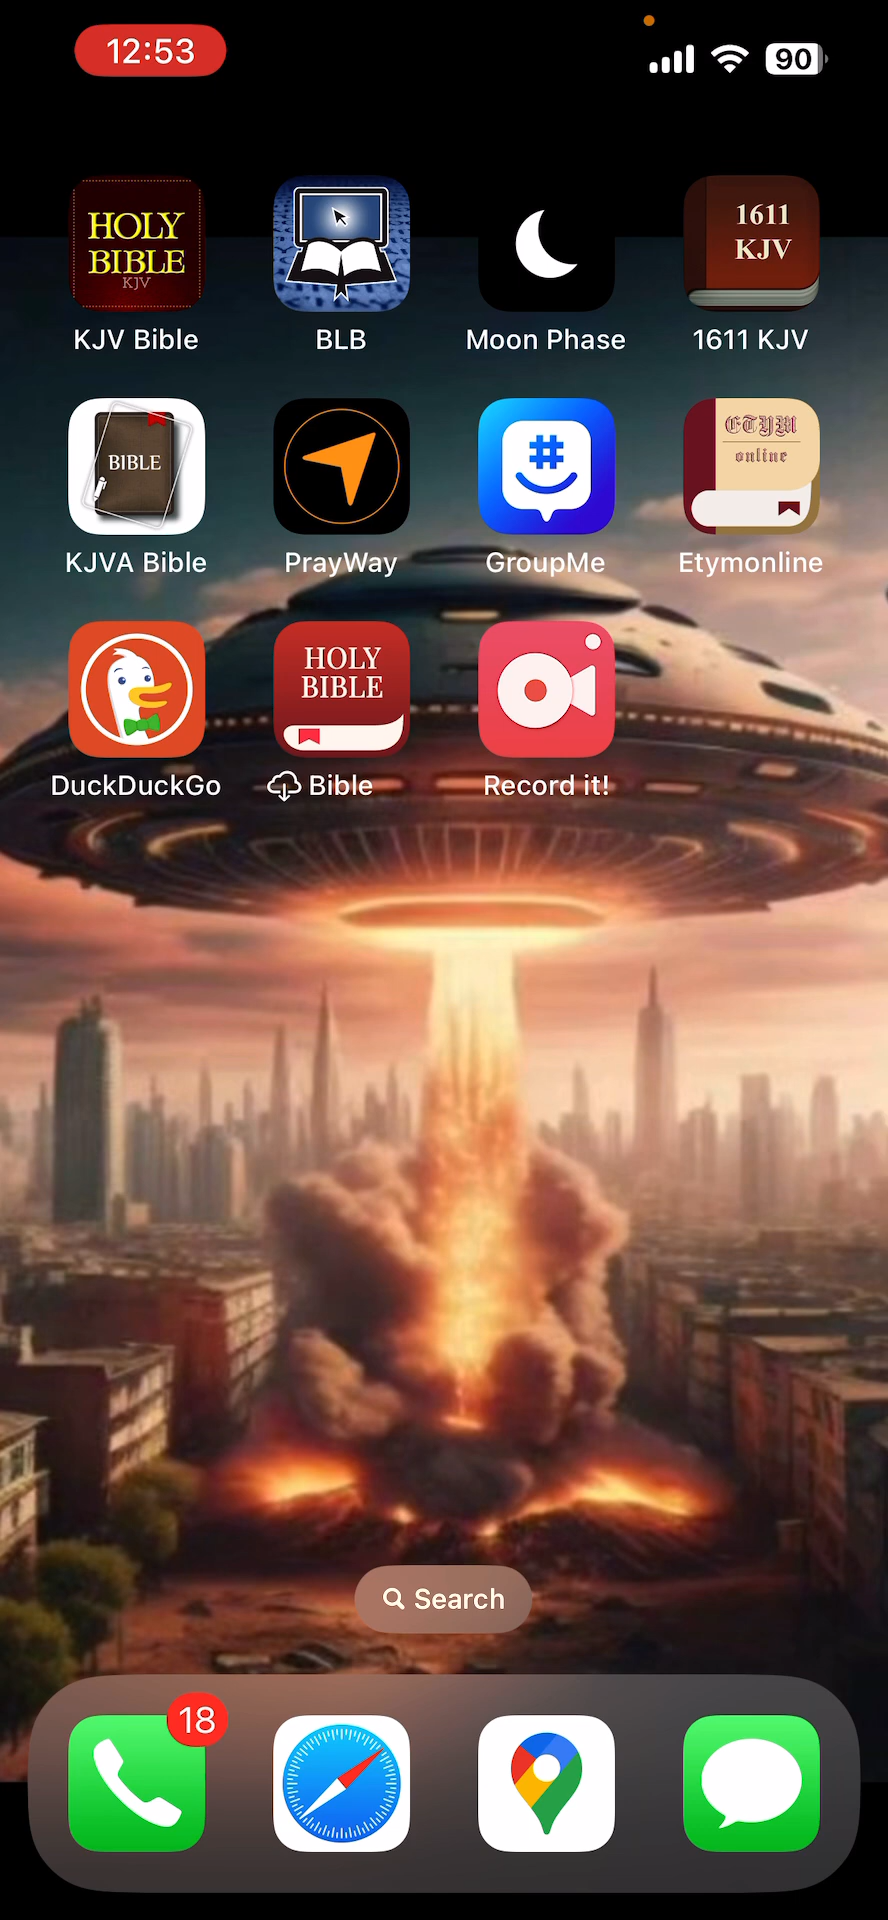 12:53
90
HOLY
BIBLE
KJV
1611
KJV
KJV Bible
BLB
Moon Phase
1611 KJV
BIBLE
#
ETYM
online
KJVA Bible
PrayWay
GroupMe
Etymonline
HOLY
BIBLE
DuckDuckGo
Bible
Record it!
Search
18